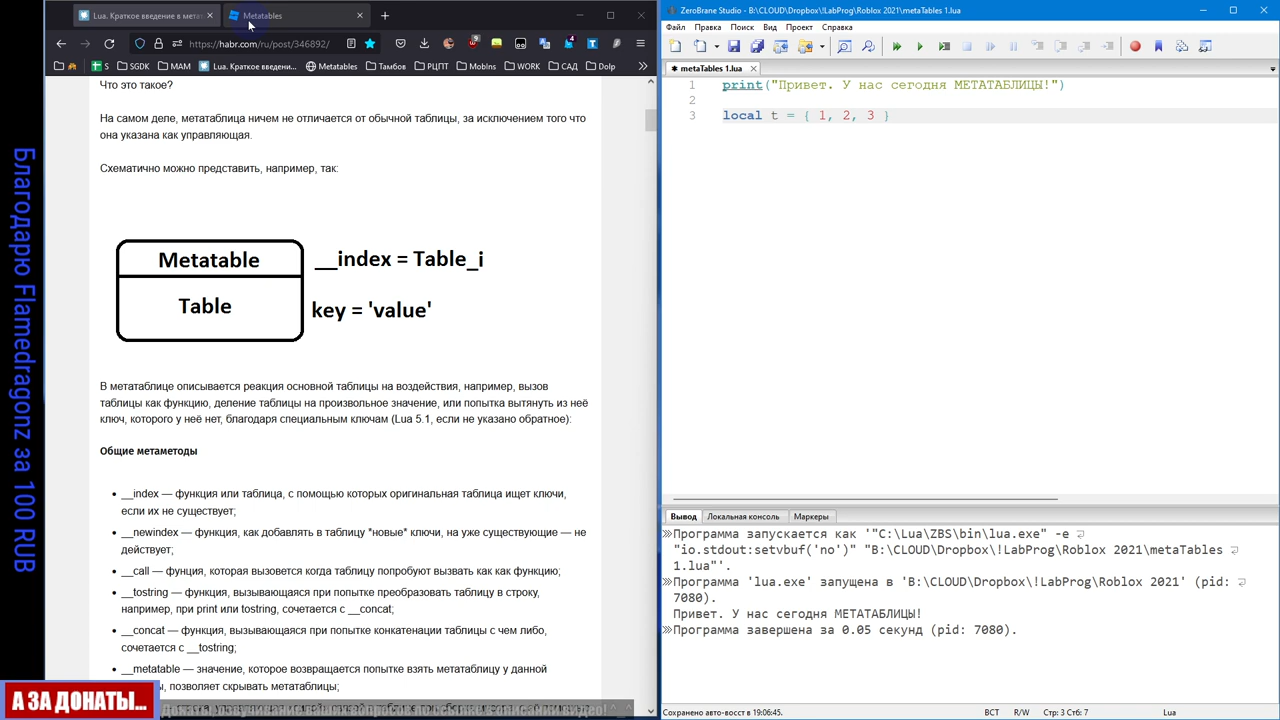 Благодарю Flamedragonz за 100 RUB
Lua. Краткое введение в мета
Metatables
https://habr.com/ru/post/346892/
S
SGDK
MAM
Lua. Краткое введени...
Metatables
Тамбов
РЦПТ
MobIns
WORK
САД
Dolp
Что это такое?
На самом деле, метатаблица ничем не отличается от обычной таблицы, за исключением того что
она указана как управляющая.
Схематично можно представить, например, так:
Metatable
__index = Table_i
Table
key = 'value'
В метатаблице описывается реакция основной таблицы на воздействия, например, вызов
таблицы как функцию, деление таблицы на произвольное значение, или попытка вытянуть из неё
ключ, которого у неё нет, благодаря специальным ключам (Lua 5.1, если не указано обратное):
Общие метаметоды
• __index — функция или таблица, с помощью которых оригинальная таблица ищет ключи,
если их не существует;
• __newindex — функция, как добавлять в таблицу *новые* ключи, на уже существующие — не
действует;
• __call — фунция, которая вызовется когда таблицу попробуют вызвать как как функцию;
• __tostring — функция, вызывающаяся при попытке преобразовать таблицу в строку,
например, при print или tostring, сочетается с __concat;
• __concat — функция, вызывающаяся при попытке конкатенации таблицы с чем либо,
сочетается с __tostring;
• __metatable — значение, которое возвращается попытке взять метатаблицу у данной
позволяет скрывать метатаблицы;
А ЗА ДОНАТЫ...
ZeroBrane Studio - B:\CLOUD\Dropbox\!LabProg\Roblox 2021\metaTables 1.lua
Файл Правка Поиск Вид Проект Справка
metaTables 1.lua
1 print("Привет. У нас сегодня МЕТАТАБЛИЦЫ!")
2
3 local t = { 1, 2, 3 }
Вывод Локальная консоль Маркеры
Программа запускается как '"C:\Lua\ZBS\bin\lua.exe" -e
"io.stdout:setvbuf('no')" "B:\CLOUD\Dropbox\!LabProg\Roblox 2021\metaTables
1.lua"'.
Программа 'lua.exe' запущена в 'B:\CLOUD\Dropbox\!LabProg\Roblox 2021' (pid:
7080).
Привет. У нас сегодня МЕТАТАБЛИЦЫ!
Программа завершена за 0.05 секунд (pid: 7080).
Сохранено авто-восст в 19:06:45.
ВСТ
R/W
Стр: 3 Стб: 7
Lua